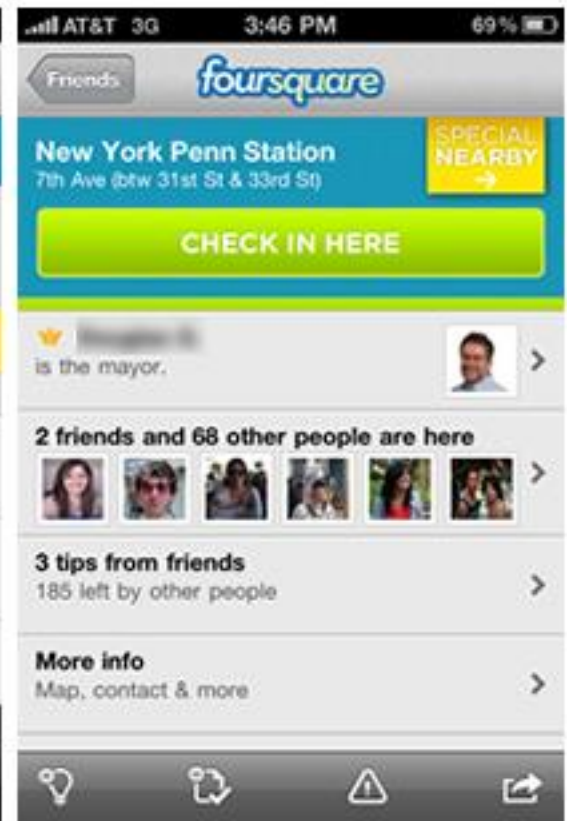 AT&T 3G 3:46 PM 69%
Friends foursquare
New York Penn Station
7th Ave (btw 31st St & 33rd St)
SPECIAL
NEARBY
CHECK IN HERE
is the mayor.
2 friends and 68 other people are here
3 tips from friends
185 left by other people
More info
Map, contact & more